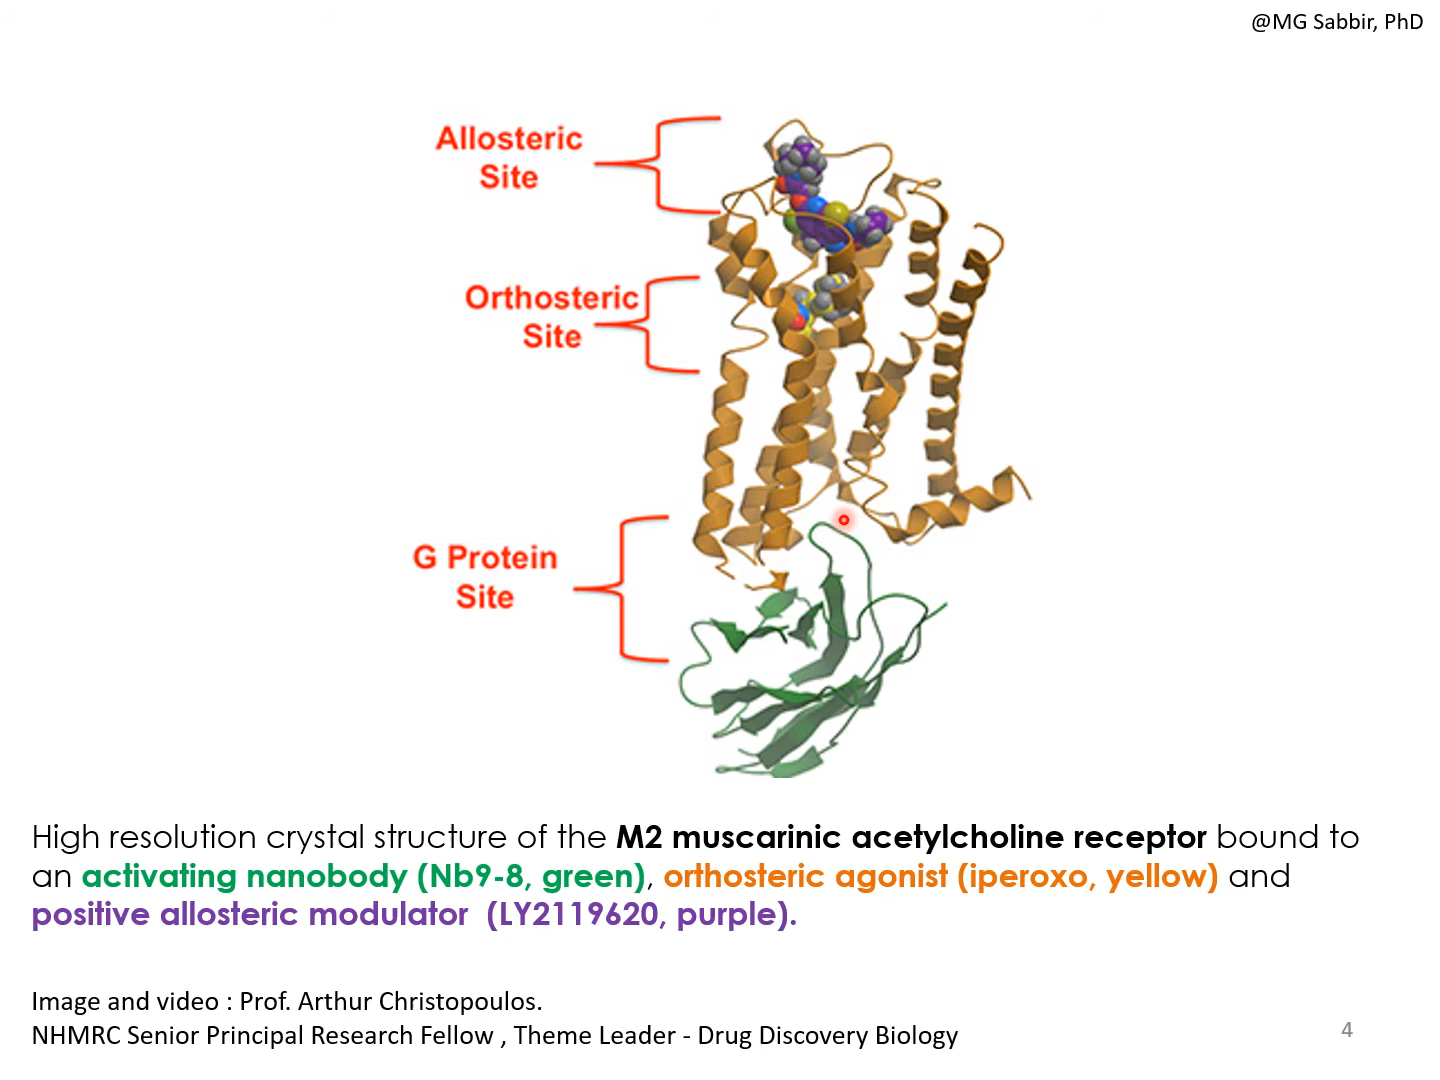 @MG Sabbir, PhD
Allosteric
Site
Orthosteric
Site
G Protein
Site
High resolution crystal structure of the M2 muscarinic acetylcholine receptor bound to
an activating nanobody (Nb9-8, green), orthosteric agonist (iperoxo, yellow) and
positive allosteric modulator (LY2119620, purple).
Image and video : Prof. Arthur Christopoulos.
NHMRC Senior Principal Research Fellow , Theme Leader - Drug Discovery Biology
4